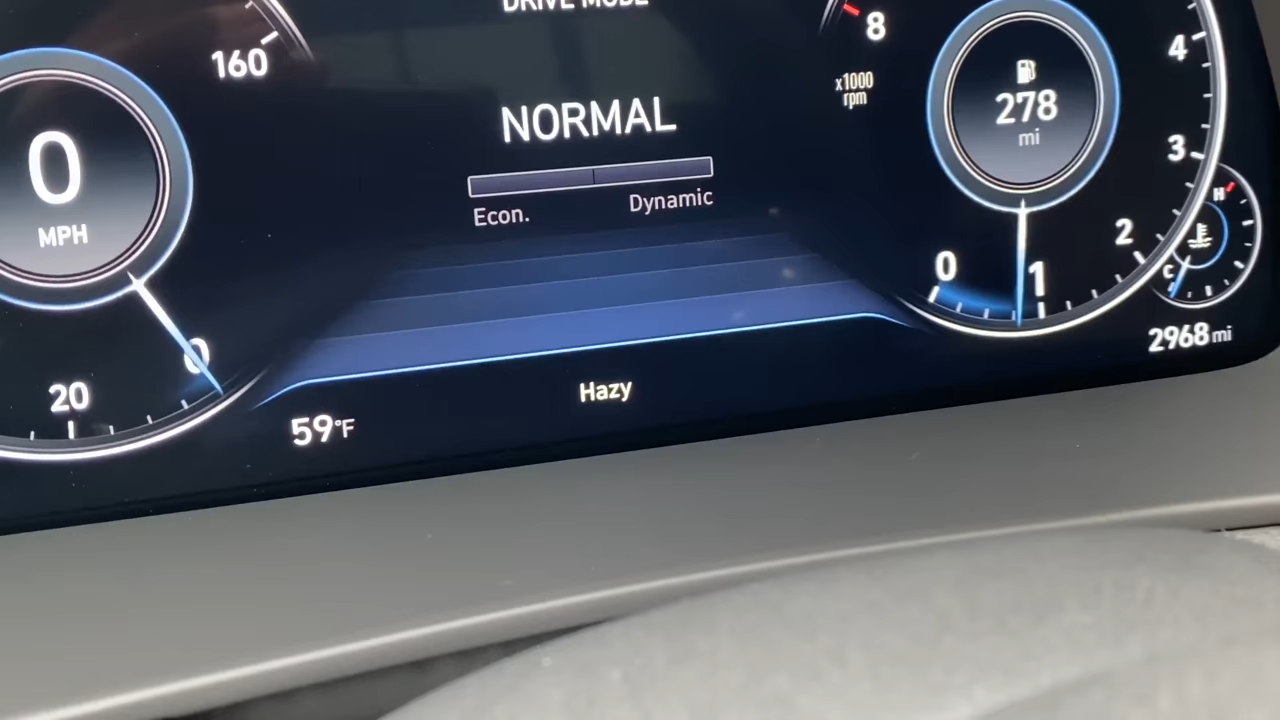 DRIVE MODE
160
8
x1000
rpm
4
278
mi
NORMAL
3
0
MPH
Econ.
Dynamic
H
2
C
0
1
0
20
2968 mi
Hazy
59°F